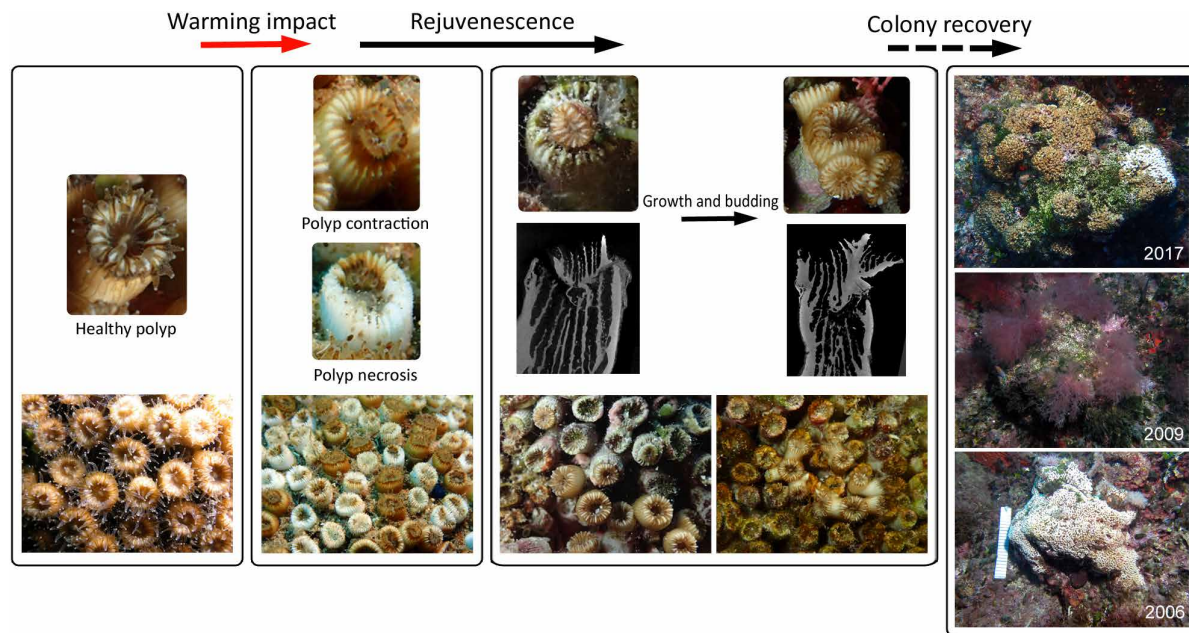 Warming impact
Rejuvenescence
Colony recovery
Healthy polyp
Polyp contraction
Polyp necrosis
Growth and budding
2017
2009
2006